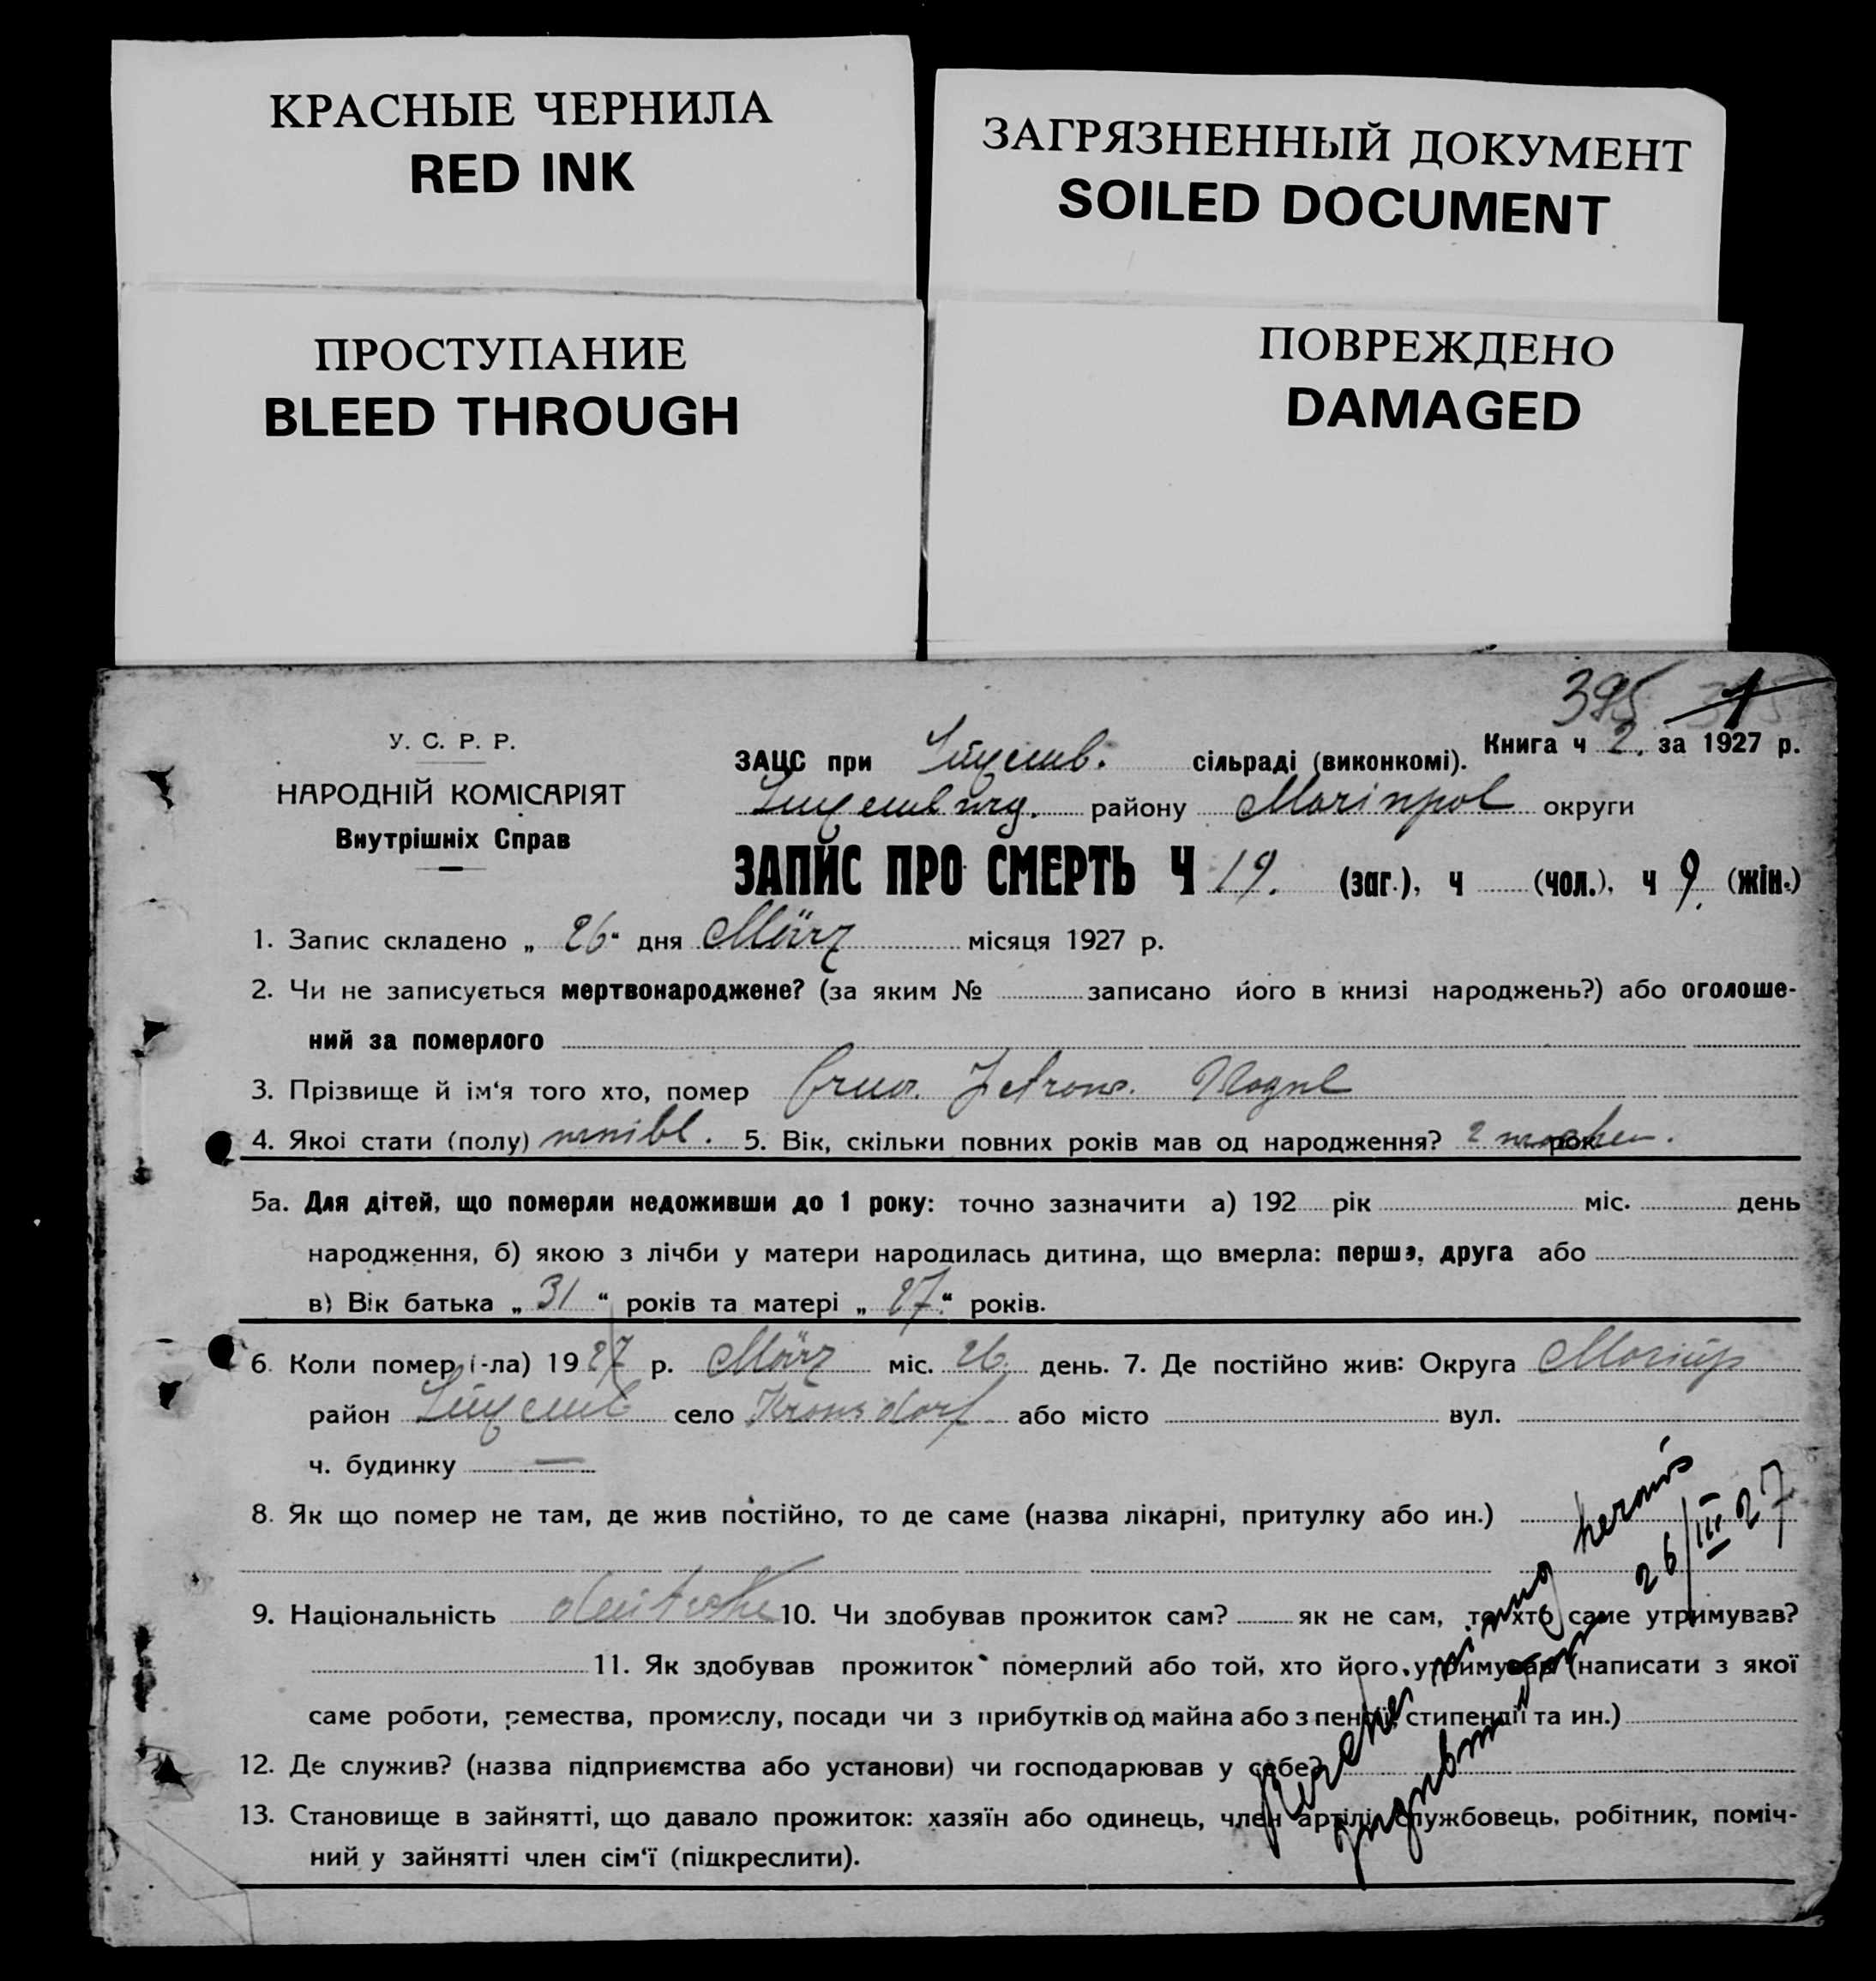 КРАСНЫЕ ЧЕРНИЛА
RED INK
ЗАГРЯЗНЕННЫЙ ДОКУМЕНТ
SOILED DOCUMENT
ПРОСТУПАНИЕ
BLEED THROUGH
ПОВРЕЖДЕНО
DAMAGED
395
У. С. Р. Р.
НАРОДНІЙ КОМІСАРІЯТ
Внутрішніх Справ
Книга ч 2. за 1927 р.
ЗАЦС при сільраді (виконкомі).
району округи
ЗАПИС ПРО СМЕРТЬ Ч 19. (заг.), ч (чол.), ч 9. (жін.)
1. Запис складено „ 26 “ дня März місяця 1927 р.
2. Чи не записується мертвонароджене? (за яким № записано його в книзі народжень?) або оголоше-
ний за померлого
3. Прізвище й ім‘я того хто, помер
4. Якої стати (полу) 5. Вік, скільки повних років мав од народження? 2 рок
5а. Для дітей, що померли недоживши до 1 року: точно зазначити а) 192 рік міс. день
народження, б) якою з лічби у матери народилась дитина, що вмерла: перша, друга або
в) Вік батька „ 31 “ років та матері „ 27 “ років.
6. Коли помер (-ла) 1927 р. März міс. 26. день. 7. Де постійно жив: Округа
район село Kronsdorf або місто вул.
ч. будинку —
8. Як що помер не там, де жив постійно, то де саме (назва лікарні, притулку або ин.)
9. Національність deutsche 10. Чи здобував прожиток сам? як не сам, то хто саме утримував?
11. Як здобував прожиток померлий або той, хто його утримував (написати з якої
саме роботи, ремества, промислу, посади чи з прибутків од майна або з пенсії, стипендії та ин.)
12. Де служив? (назва підприємства або установи) чи господарював у себе?
13. Становище в зайнятті, що давало прожиток: хазяїн або одинець, член артілі, службовець, робітник, поміч-
ний у зайнятті член сім‘ї (підкреслити).
26/III 27